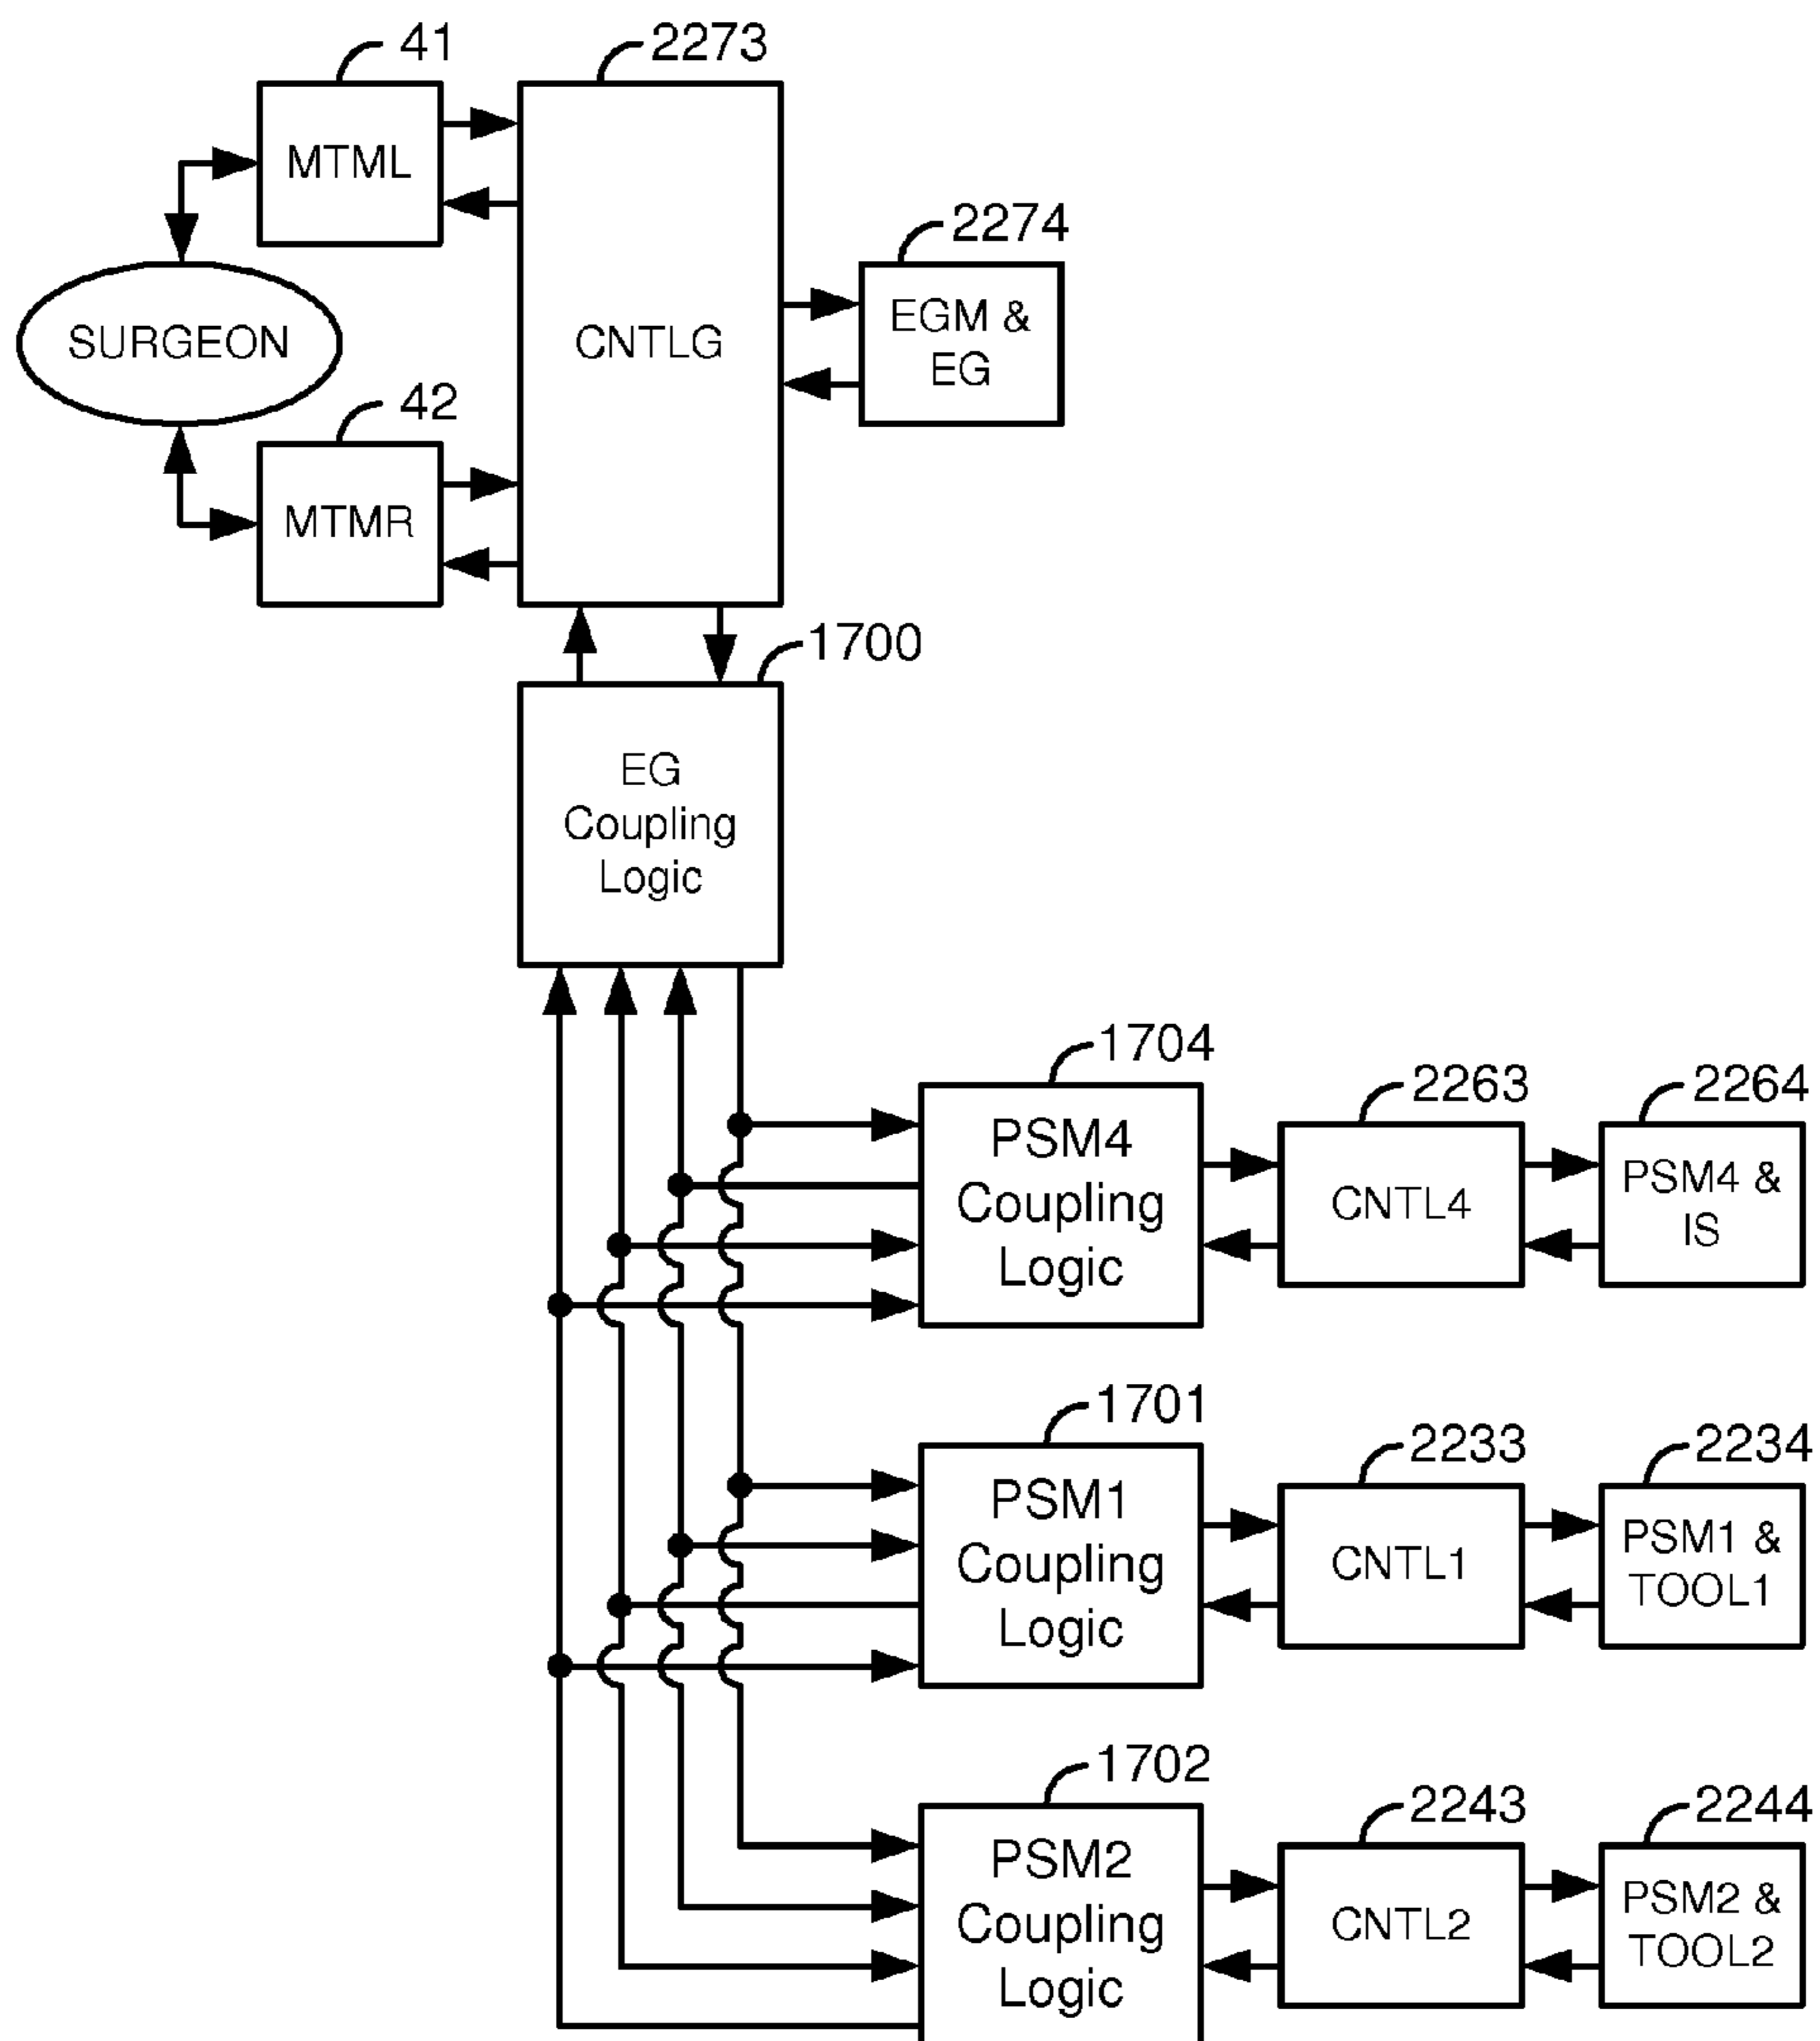 41
2273
MTML
2274
EGM &
EG
SURGEON
CNTLG
42
MTMR
1700
EG
Coupling
Logic
1704
2263
2264
PSM4
Coupling
Logic
CNTL4
PSM4 &
IS
1701
2233
2234
PSM1
Coupling
Logic
CNTL1
PSM1 &
TOOL1
1702
2243
2244
PSM2
Coupling
Logic
CNTL2
PSM2 &
TOOL2